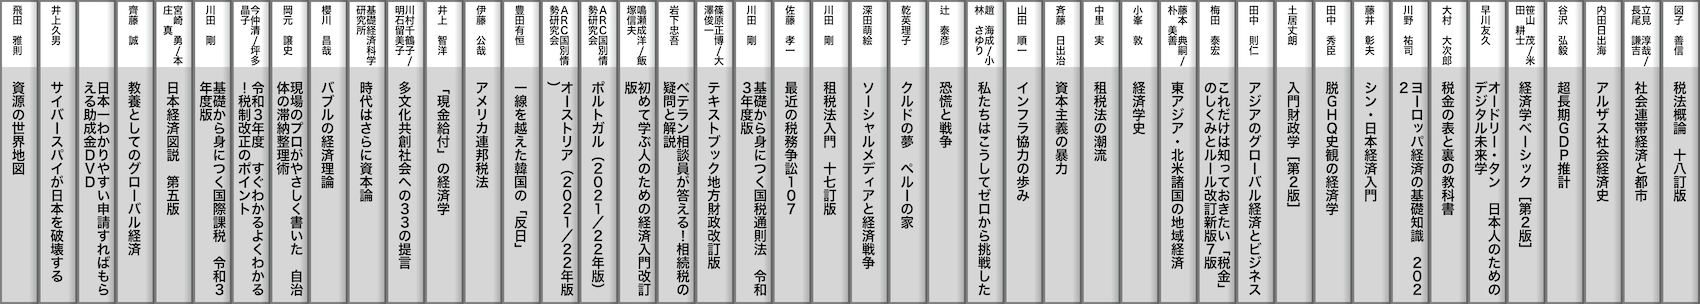 図子　善信
税法概論　十八訂版
立見　淳哉/
長尾　謙吉
社会連帯経済と都市
内田日出海
アルザス社会経済史
谷沢　弘毅
超長期ＧＤＰ推計
笹山　茂/米
田　耕士
経済学ベーシック［第２版］
早川友久
オードリー・タン　日本人のための
デジタル未来学
大村　大次郎
税金の表と裏の教科書
川野　祐司
ヨーロッパ経済の基礎知識　２０２
２
藤井　彰夫
シン・日本経済入門
田中　秀臣
脱ＧＨＱ史観の経済学
土居丈朗
入門財政学［第２版］
田中　則仁
アジアのグローバル経済とビジネス
梅田　泰宏
これだけは知っておきたい「税金」
のしくみとルール改訂新版７版
藤本　典嗣/
朴　美善
東アジア・北米諸国の地域経済
小峯　敦
経済学史
中里　実
租税法の潮流
斉藤　日出治
資本主義の暴力
山田　順一
インフラ協力の歩み
趙　海成/小
林　さゆり
私たちはこうしてゼロから挑戦した
辻　泰彦
恐慌と戦争
乾英理子
クルドの夢　ペルーの家
深田萌絵
ソーシャルメディアと経済戦争
川田　剛
租税法入門　十七訂版
佐藤　孝一
最近の税務争訟１０７
川田　剛
基礎から身につく国税通則法　令和
３年度版
篠原正博/大
澤俊一
テキストブック地方財政改訂版
岩下忠吾
ベテラン相談員が答える！相続税の
疑問と解説
鳴瀬成洋/飯
塚信夫
初めて学ぶ人のための経済入門改訂
版
ＡＲＣ国別情
勢研究会
ポルトガル（２０２１／２２年版）
ＡＲＣ国別情
勢研究会
オーストリア（２０２１／２２年版
）
豊田有恒
一線を越えた韓国の「反日」
伊藤　公哉
アメリカ連邦税法
井上　智洋
「現金給付」の経済学
川村千鶴子/
明石留美子
多文化共創社会への３３の提言
基礎経済科学
研究所
時代はさらに資本論
櫻川　昌哉
バブルの経済理論
岡元　譲史
現場のプロがやさしく書いた　自治
体の滞納整理術
今仲清/坪多
晶子
令和３年度　すぐわかるよくわかる
！税制改正のポイント
川田　剛
基礎から身につく国際課税　令和３
年度版
宮崎　勇/本
庄　真
日本経済図説　第五版
齊藤　誠
教養としてのグローバル経済
日本一わかりやすい申請すればもら
える助成金ＤＶＤ
井上久男
サイバースパイが日本を破壊する
飛田　雅則
資源の世界地図